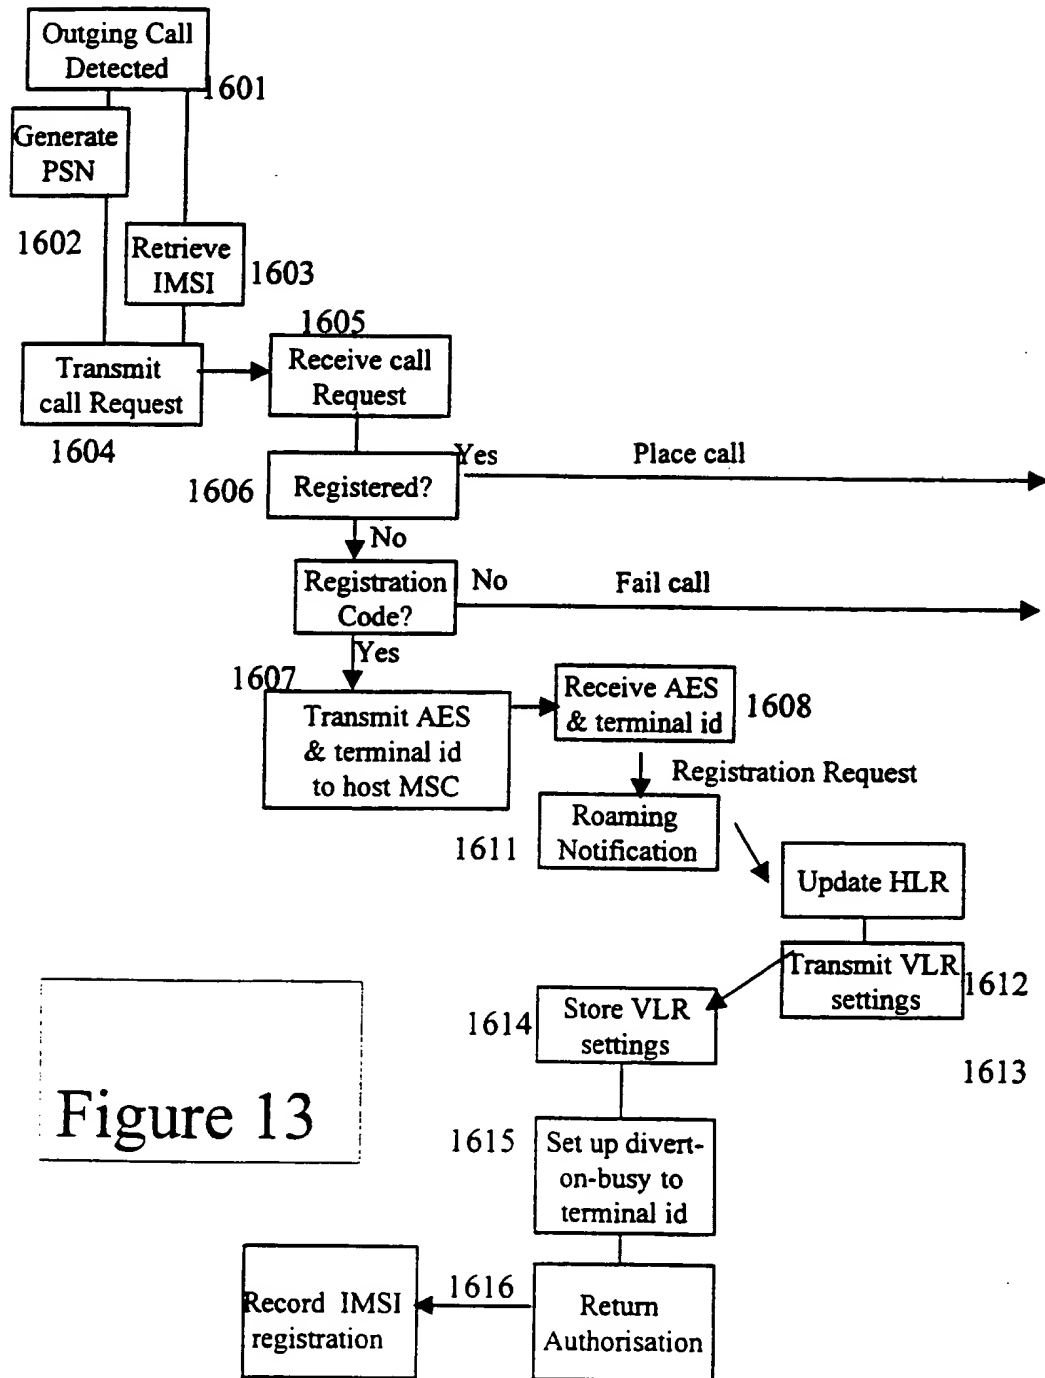 Outging Call
Detected
1601
Generate
PSN
1602
Retrieve
IMSI
1603
1605
Transmit
call Request
1604
Receive call
Request
1606
Registered?
Yes
Place call
No
Registration
Code?
No
Fail call
Yes
1607
Transmit AES
& terminal id
to host MSC
Receive AES
& terminal id
1608
Registration Request
1611
Roaming
Notification
Update HLR
Transmit VLR
settings
1612
1613
1614
Store VLR
settings
Figure 13
1615
Set up divert-
on-busy to
terminal id
Record IMSI
registration
1616
Return
Authorisation